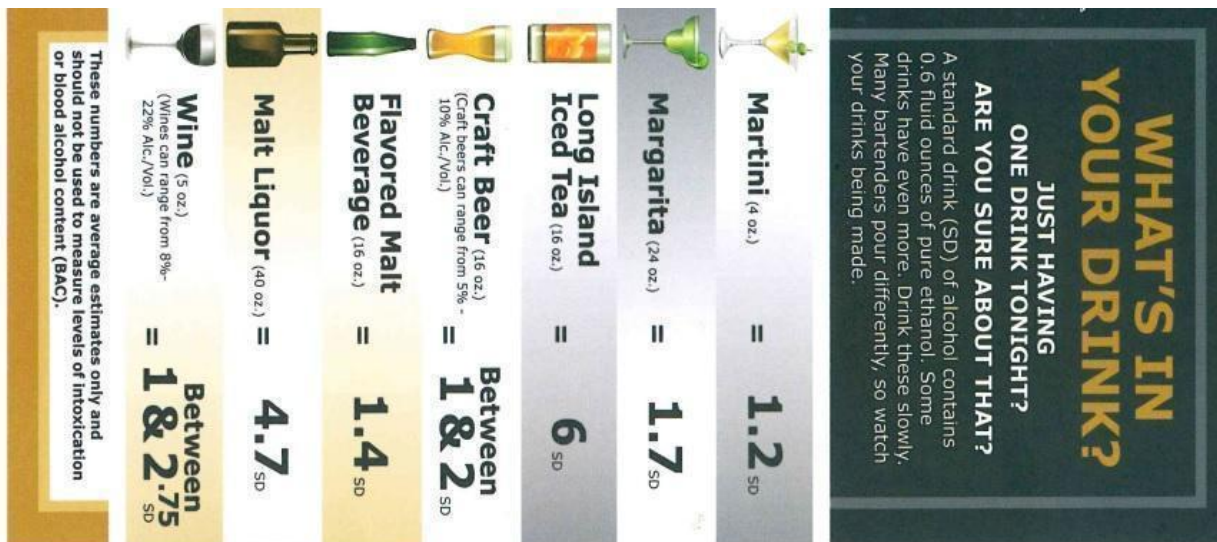 WHAT'S IN
YOUR DRINK?
JUST HAVING
ONE DRINK TONIGHT?
ARE YOU SURE ABOUT THAT?
A standard drink (SD) of alcohol contains
0.6 fluid ounces of pure ethanol. Some
drinks have even more. Drink these slowly.
Many bartenders pour differently, so watch
your drinks being made.
Martini (4 oz.) = 1.2 SD
Margarita (24 oz.) = 1.7 SD
Long Island
Iced Tea (16 oz.) = 6 SD
Craft Beer (16 oz.)
(Craft beers can range from 5% -
10% Alc./Vol.)
= Between
1 & 2 SD
Flavored Malt
Beverage (16 oz.) = 1.4 SD
Malt Liquor (40 oz.) = 4.7 SD
Wine (5 oz.)
(Wines can range from 8%-
22% Alc./Vol.)
= Between
1 & 2.75 SD
These numbers are average estimates only and
should not be used to measure levels of intoxication
or blood alcohol content (BAC).